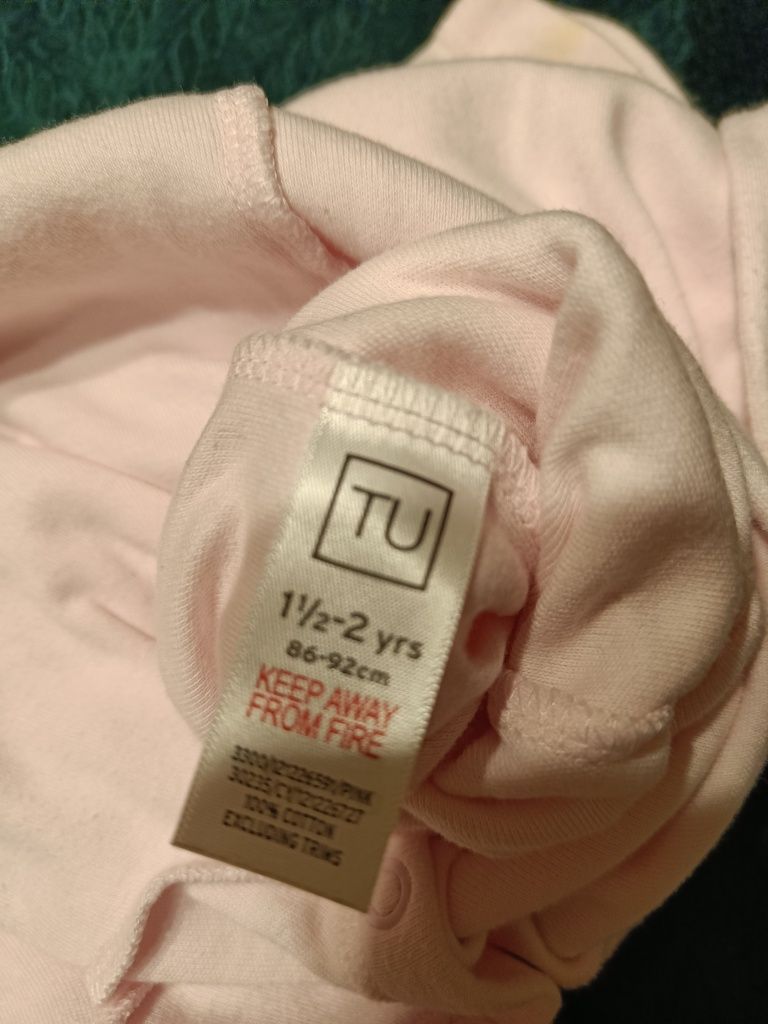 TU
1½-2 yrs
86-92cm
KEEP AWAY
FROM FIRE
100% COTTON
EXCLUDING TRIMS